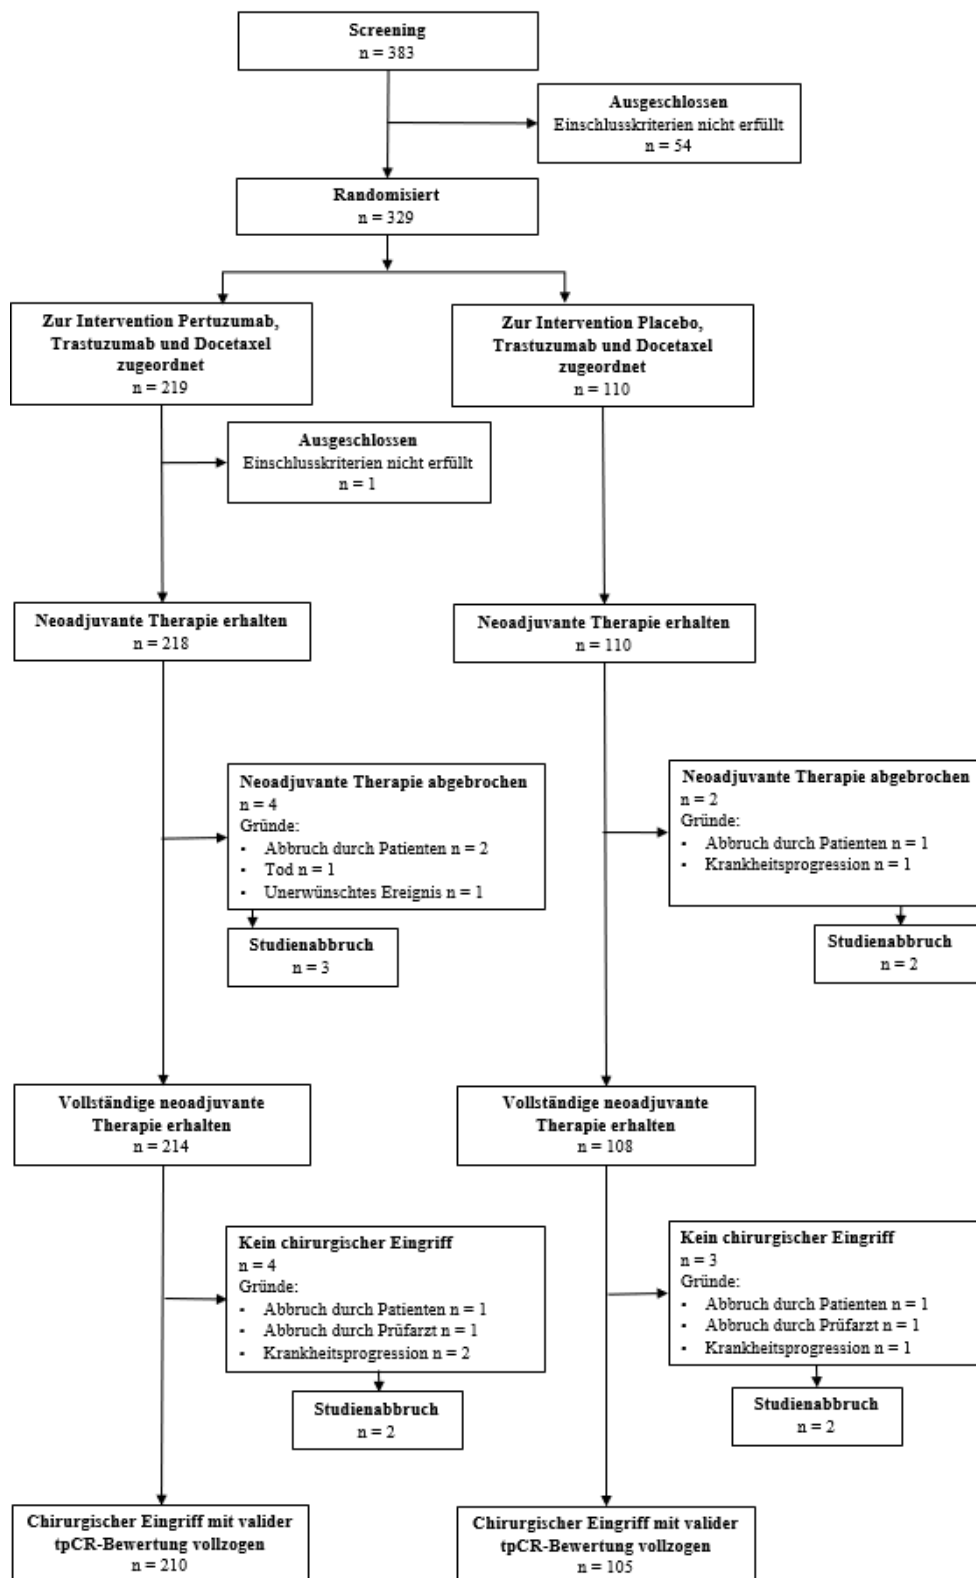 Screening
n = 383
Ausgeschlossen
Einschlusskriterien nicht erfüllt
n = 54
Randomisiert
n = 329
Zur Intervention Pertuzumab,
Trastuzumab und Docetaxel
zugeordnet
n = 219
Zur Intervention Placebo,
Trastuzumab und Docetaxel
zugeordnet
n = 110
Ausgeschlossen
Einschlusskriterien nicht erfüllt
n = 1
Neoadjuvante Therapie erhalten
n = 218
Neoadjuvante Therapie erhalten
n = 110
Neoadjuvante Therapie abgebrochen
n = 4
Gründe:
▪ Abbruch durch Patienten n = 2
▪ Tod n = 1
▪ Unerwünschtes Ereignis n = 1
Studienabbruch
n = 3
Neoadjuvante Therapie abgebrochen
n = 2
Gründe:
▪ Abbruch durch Patienten n = 1
▪ Krankheitsprogression n = 1
Studienabbruch
n = 2
Vollständige neoadjuvante
Therapie erhalten
n = 214
Vollständige neoadjuvante
Therapie erhalten
n = 108
Kein chirurgischer Eingriff
n = 4
Gründe:
▪ Abbruch durch Patienten n = 1
▪ Abbruch durch Prüfarzt n = 1
▪ Krankheitsprogression n = 2
Studienabbruch
n = 2
Kein chirurgischer Eingriff
n = 3
Gründe:
▪ Abbruch durch Patienten n = 1
▪ Abbruch durch Prüfarzt n = 1
▪ Krankheitsprogression n = 1
Studienabbruch
n = 2
Chirurgischer Eingriff mit valider
tpCR-Bewertung vollzogen
n = 210
Chirurgischer Eingriff mit valider
tpCR-Bewertung vollzogen
n = 105